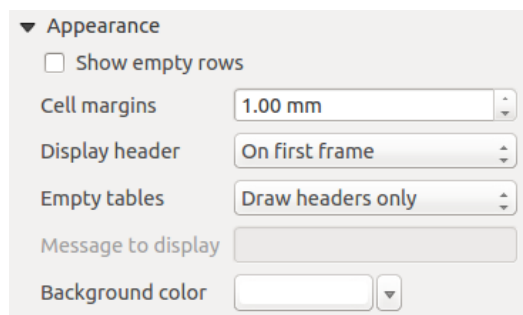 Appearance
Show empty rows
Cell margins 1.00 mm
Display header On first frame
Empty tables Draw headers only
Message to display
Background color